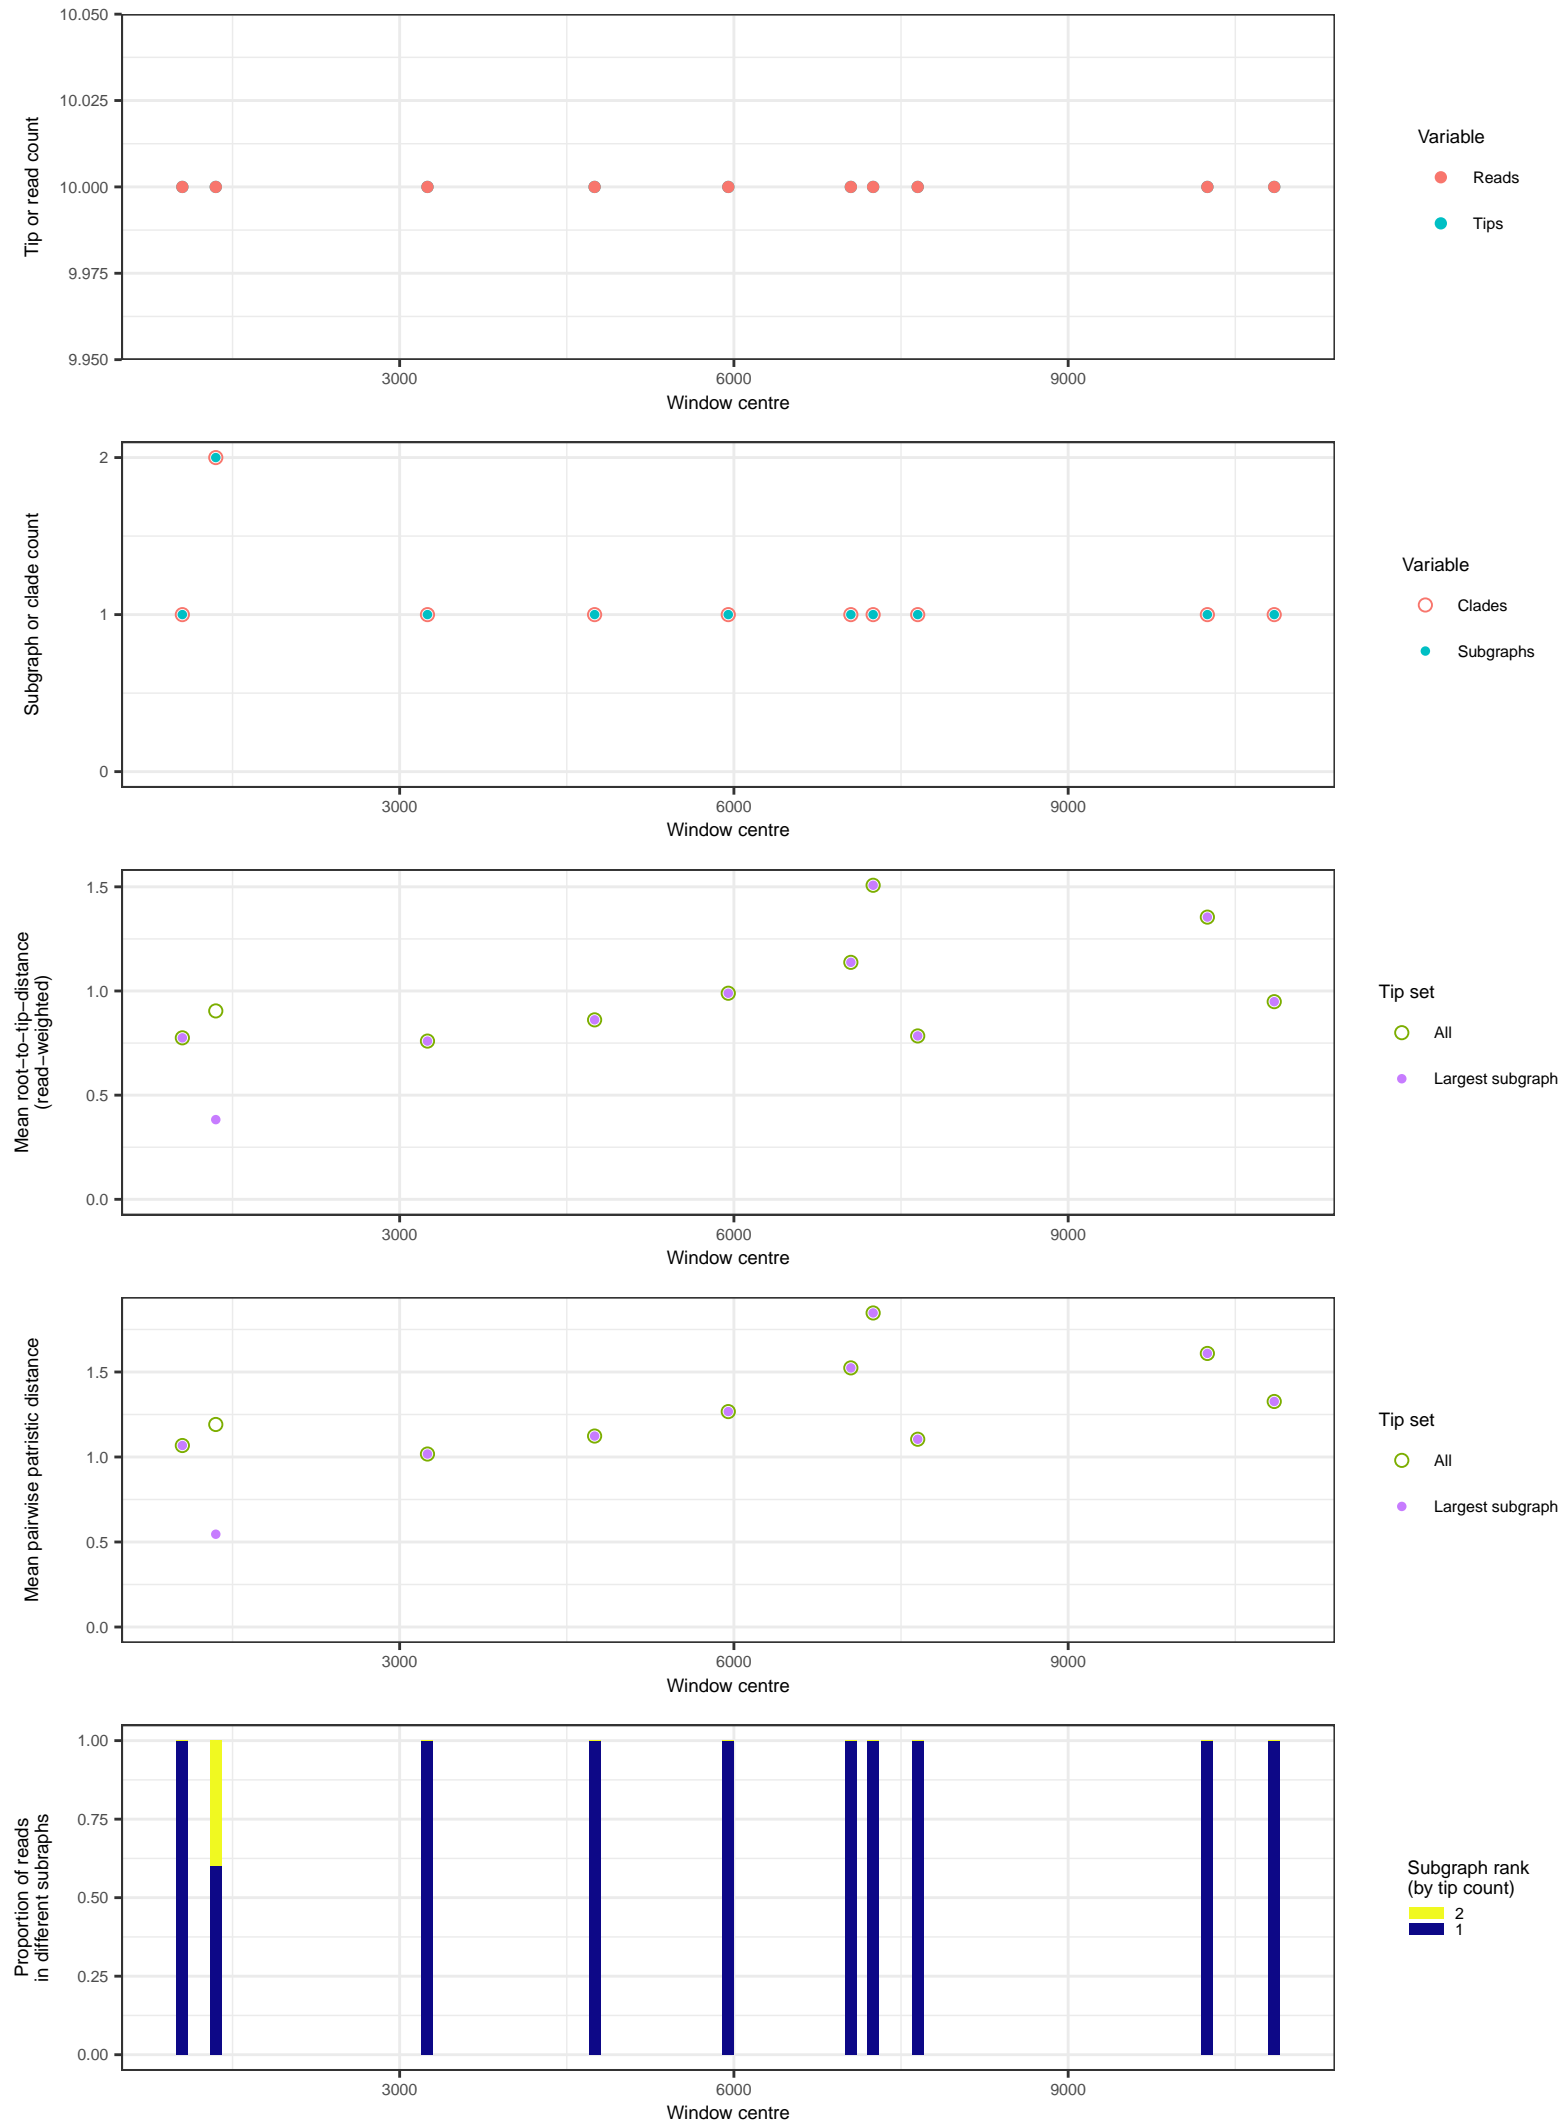 10.050
10.025
10.000
9.975
9.950
Tip or read count
3000 6000 9000
Window centre
Variable
Reads
Tips
2
1
0
Subgraph or clade count
3000 6000 9000
Window centre
Variable
Clades
Subgraphs
1.5
1.0
0.5
0.0
Mean root−to−tip−distance
(read−weighted)
3000 6000 9000
Window centre
Tip set
All
Largest subgraph
1.5
1.0
0.5
0.0
Mean pairwise patristic distance
3000 6000 9000
Window centre
Tip set
All
Largest subgraph
1.00
0.75
0.50
0.25
0.00
Proportion of reads
in different subraphs
3000 6000 9000
Window centre
Subgraph rank
(by tip count)
2
1